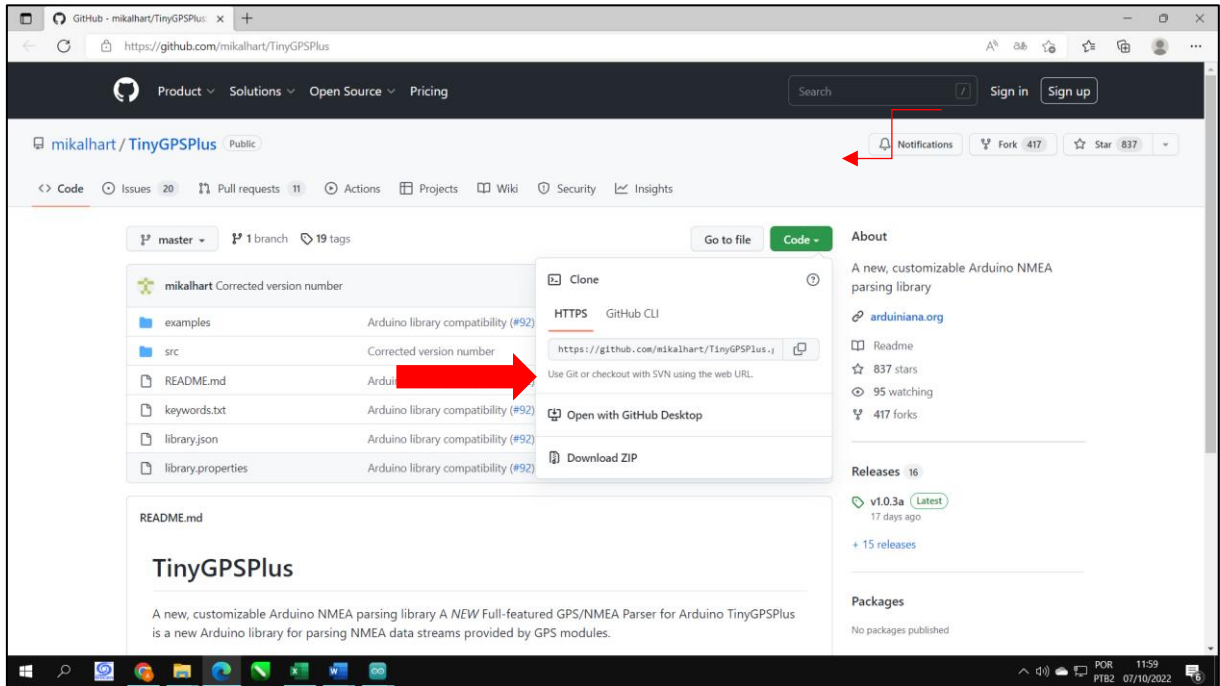 GitHub - mikalhart/TinyGPSPlus:
https://github.com/mikalhart/TinyGPSPlus
Product Solutions Open Source Pricing Search / Sign in Sign up
mikalhart / TinyGPSPlus Public Notifications Fork 417 Star 837
<> Code Issues 20 Pull requests 11 Actions Projects Wiki Security Insights
master 1 branch 19 tags Go to file Code
mikalhart Corrected version number
examples Arduino library compatibility (#92)
src Corrected version number
README.md
keywords.txt Arduino library compatibility (#92)
library.json Arduino library compatibility (#92)
library.properties Arduino library compatibility (#92)
Clone
HTTPS GitHub CLI
https://github.com/mikalhart/TinyGPSPlus.
Use Git or checkout with SVN using the web URL.
Open with GitHub Desktop
Download ZIP
About
A new, customizable Arduino NMEA
parsing library
arduiniana.org
Readme
837 stars
95 watching
417 forks
Releases 16
v1.0.3a Latest
17 days ago
+ 15 releases
Packages
No packages published
README.md
TinyGPSPlus
A new, customizable Arduino NMEA parsing library A NEW Full-featured GPS/NMEA Parser for Arduino TinyGPSPlus
is a new Arduino library for parsing NMEA data streams provided by GPS modules.
POR 11:59
PTB2 07/10/2022
6